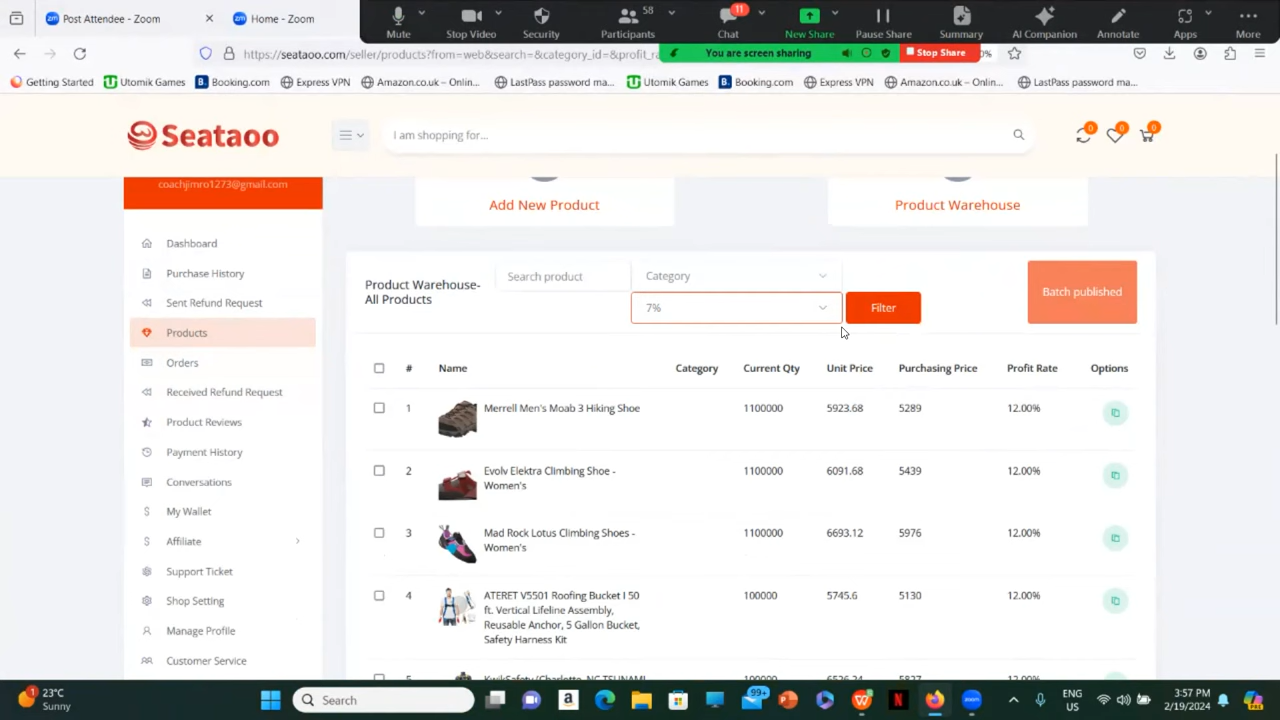 Post Attendee - Zoom
Home - Zoom
Mute
Stop Video
Security
58
Participants
11
Chat
New Share
Pause Share
Summary
AI Companion
Annotate
Apps
More
https://seataoo.com/seller/products?from=web&search=&category_id=&profit_ra
You are screen sharing
Stop Share
0%
Getting Started
Utomik Games
Booking.com
Express VPN
Amazon.co.uk – Onlin...
LastPass password ma...
Utomik Games
Booking.com
Express VPN
Amazon.co.uk – Onlin...
LastPass password ma...
Seataoo
I am shopping for...
0
0
0
coachjimro1273@gmail.com
Add New Product
Product Warehouse
Dashboard
Purchase History
Sent Refund Request
Products
Orders
Received Refund Request
Product Reviews
Payment History
Conversations
My Wallet
Affiliate
Support Ticket
Shop Setting
Manage Profile
Customer Service
Product Warehouse-
All Products
Search product
Category
7%
Filter
Batch published
# Name Category Current Qty Unit Price Purchasing Price Profit Rate Options
1 Merrell Men's Moab 3 Hiking Shoe 1100000 5923.68 5289 12.00%
2 Evolv Elektra Climbing Shoe - 1100000 6091.68 5439 12.00%
Women's
3 Mad Rock Lotus Climbing Shoes - 1100000 6693.12 5976 12.00%
Women's
4 ATERET V5501 Roofing Bucket I 50 100000 5745.6 5130 12.00%
ft. Vertical Lifeline Assembly,
Reusable Anchor, 5 Gallon Bucket,
Safety Harness Kit
1
23°C
Sunny
Search
99+
ENG
US
3:57 PM
2/19/2024